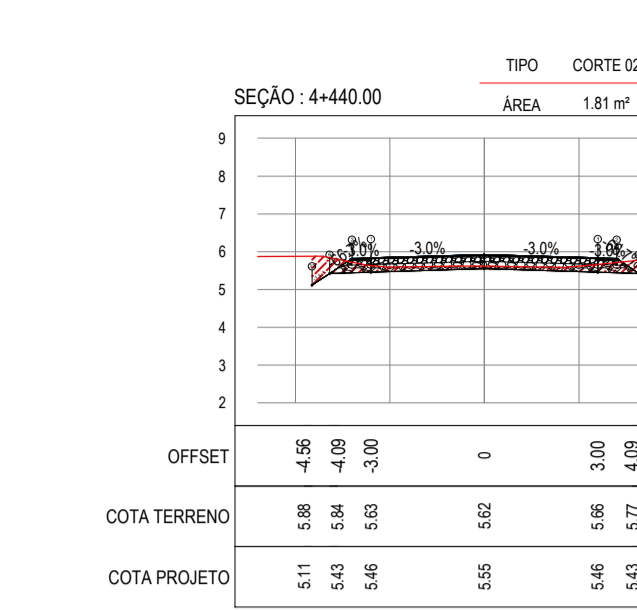 TIPO CORTE 02
SEÇÃO : 4+440.00
ÁREA 1.81 m²
9
8
7
6
5
4
3
2
-3.0% -3.0%
OFFSET -4.56 -4.09 -3.00 0 3.00 4.09
COTA TERRENO 5.88 5.84 5.63 5.62 5.66 5.77
COTA PROJETO 5.11 5.43 5.46 5.55 5.46 5.43